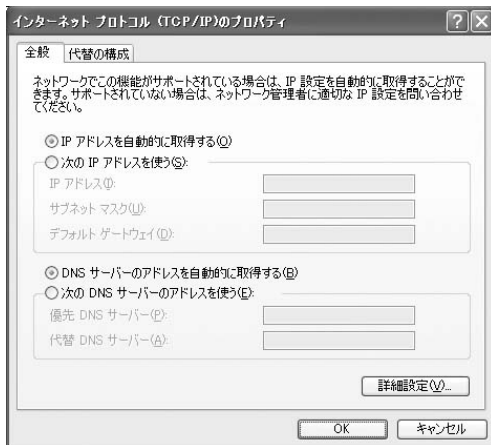 インターネット プロトコル (TCP/IP)のプロパティ
全般
代替の構成
ネットワークでこの機能がサポートされている場合は、IP 設定を自動的に取得することがで
きます。サポートされていない場合は、ネットワーク管理者に適切な IP 設定を問い合わせ
てください。
IP アドレスを自動的に取得する(O)
次の IP アドレスを使う(S):
IP アドレス(I):
サブネット マスク(U):
デフォルト ゲートウェイ(D):
DNS サーバーのアドレスを自動的に取得する(B)
次の DNS サーバーのアドレスを使う(E):
優先 DNS サーバー(P):
代替 DNS サーバー(A):
詳細設定(V)...
OK
キャンセル